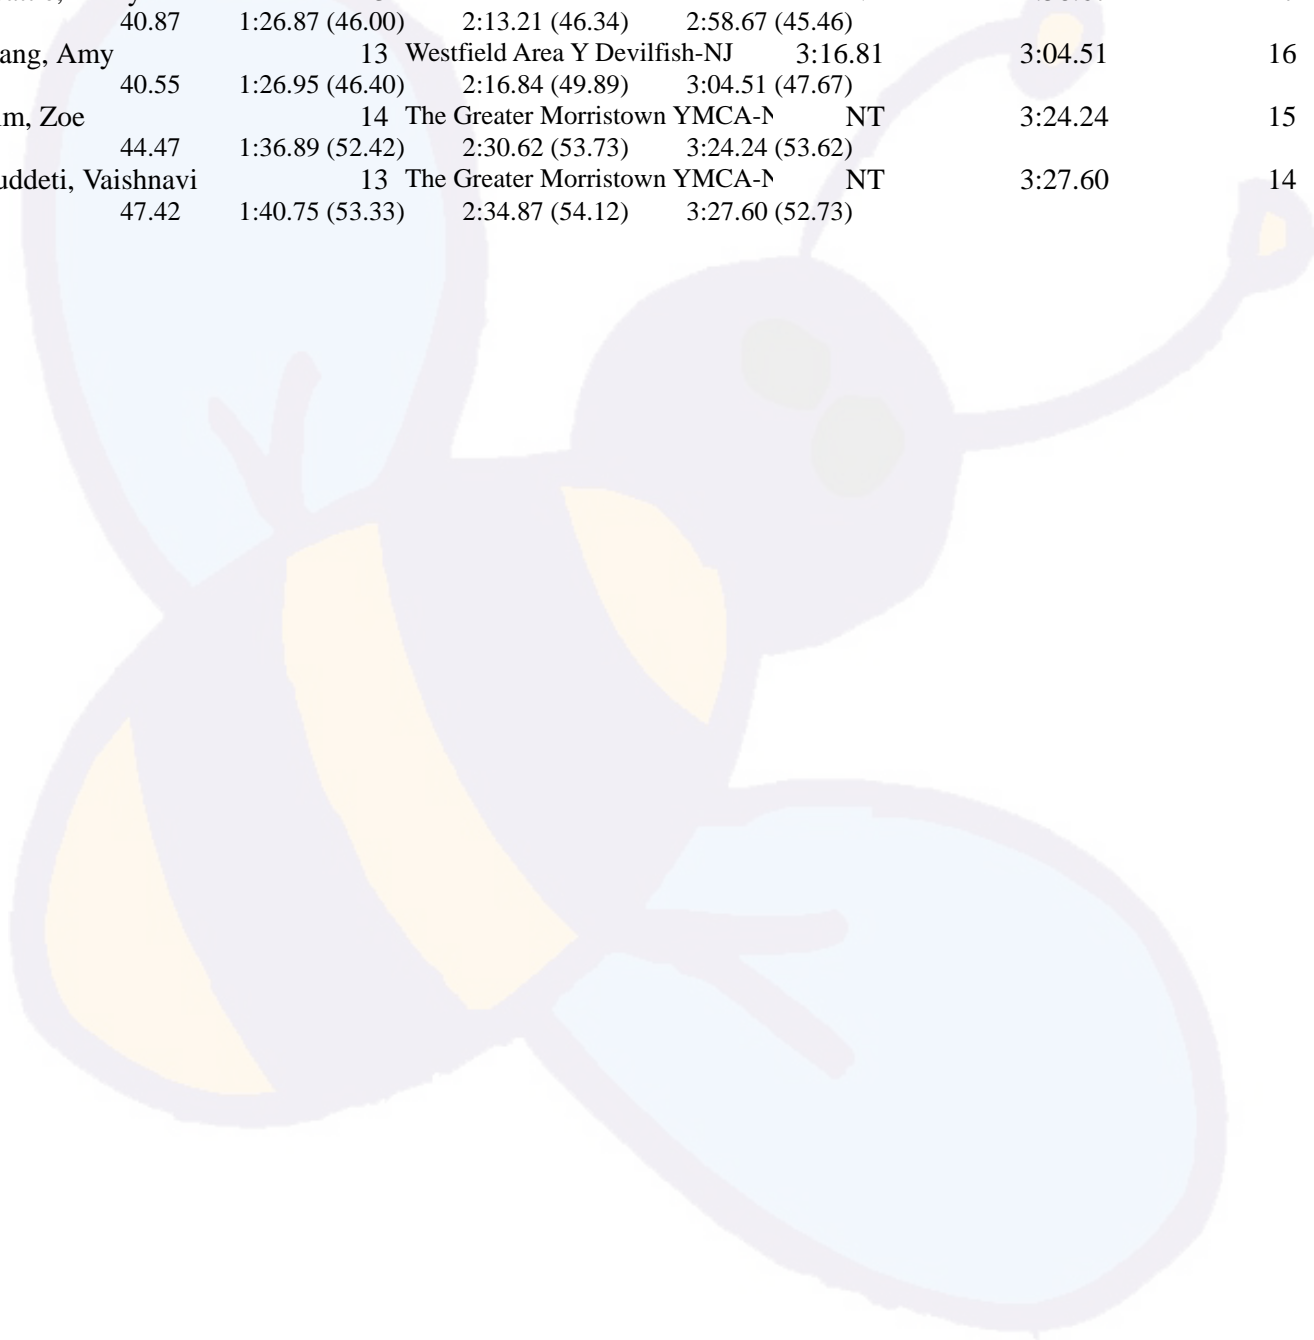 40.87 1:26.87 (46.00) 2:13.21 (46.34) 2:58.67 (45.46)
ang, Amy 13 Westfield Area Y Devilfish-NJ 3:16.81 3:04.51 16
40.55 1:26.95 (46.40) 2:16.84 (49.89) 3:04.51 (47.67)
m, Zoe 14 The Greater Morristown YMCA-N NT 3:24.24 15
44.47 1:36.89 (52.42) 2:30.62 (53.73) 3:24.24 (53.62)
uddeti, Vaishnavi 13 The Greater Morristown YMCA-N NT 3:27.60 14
47.42 1:40.75 (53.33) 2:34.87 (54.12) 3:27.60 (52.73)